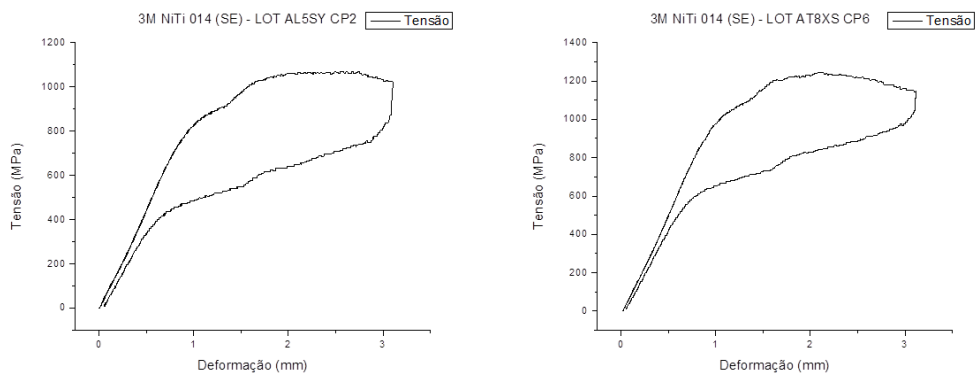 3M NiTi 014 (SE) - LOT AL5SY CP2
Tensão
1200
1000
800
600
400
200
0
Tensão (MPa)
0 1 2 3
Deformação (mm)
3M NiTi 014 (SE) - LOT AT8XS CP6
Tensão
1400
1200
1000
800
600
400
200
0
Tensão (MPa)
0 1 2 3
Deformação (mm)